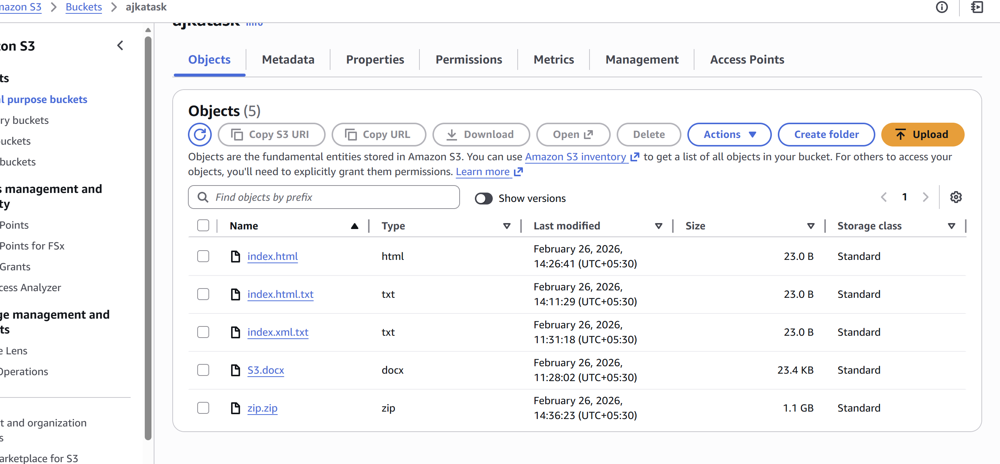 mazon S3 > Buckets > ajkatask
on S3
ts
l purpose buckets
ry buckets
buckets
buckets
s management and
ty
Points
Points for FSx
Grants
cess Analyzer
ge management and
ts
e Lens
Operations
t and organization
s
arketplace for S3
ajkatask Info
Objects
Metadata
Properties
Permissions
Metrics
Management
Access Points
Objects (5)
Copy S3 URI
Copy URL
Download
Open
Delete
Actions
Create folder
Upload
Objects are the fundamental entities stored in Amazon S3. You can use Amazon S3 inventory to get a list of all objects in your bucket. For others to access your
objects, you'll need to explicitly grant them permissions. Learn more
Find objects by prefix
Show versions
1
Name Type Last modified Size Storage class
index.html html February 26, 2026, 14:26:41 (UTC+05:30) 23.0 B Standard
index.html.txt txt February 26, 2026, 14:11:29 (UTC+05:30) 23.0 B Standard
index.xml.txt txt February 26, 2026, 11:31:18 (UTC+05:30) 23.0 B Standard
S3.docx docx February 26, 2026, 11:28:02 (UTC+05:30) 23.4 KB Standard
zip.zip zip February 26, 2026, 14:36:23 (UTC+05:30) 1.1 GB Standard